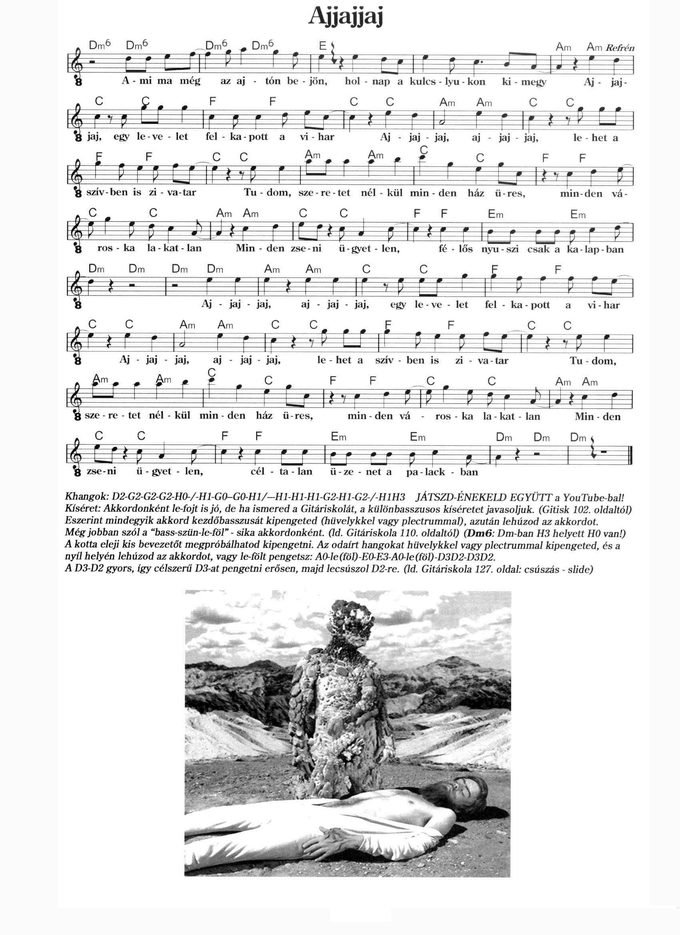 Ajjajjaj
Dm6 Dm6 Dm6 Dm6 E Am Am Refrén
A - mi ma még az aj - tón be - jön, hol - nap a kulcs - lyu - kon ki - megy Aj - jaj-
C C F F C C Am Am C C
jaj, egy le - ve - let fel - ka - pott a vi - har Aj - jaj - jaj, aj - jaj - jaj, le - het a
F F C C Am Am C C F F
szív - ben is zi - va - tar Tu - dom, sze - re - tet nél - kül min - den ház ü - res, min - den vá -
C C Am Am C C F F Em Em
ros - ka la - kat - lan Min - den zse - ni ü - gyet - len, fé - lős nyu - szi csak a ka - lap - ban
Dm Dm Dm Dm Am Am C C F F
Aj - jaj - jaj, aj - jaj - jaj, egy le - ve - let fel - ka - pott a vi - har
C C Am Am C C F F C C
Aj - jaj - jaj, aj - jaj - jaj, le - het a szív - ben is zi - va - tar Tu - dom,
Am Am C C F F C C Am Am
sze - re - tet nél - kül min - den ház ü - res, min - den vá - ros - ka la - kat - lan Min - den
C C F F Em Em Dm Dm Dm
zse - ni ü - gyet - len, cél - ta - lan ü - ze - net a pa - lack - ban
Khangok: D2-G2-G2-G2-H0-/-H1-G0--G0-H1/---H1-H1-H1-G2-H1-G2-/-H1H3 JÁTSZD-ÉNEKELD EGYÜTT a YouTube-bal!
Kíséret: Akkordonként le-fojt is jó, de ha ismered a Gitáriskolát, a különbasszusos kíséretet javasoljuk. (Gitisk 102. oldaltól)
Eszerint mindegyik akkord kezdőbasszusát kipengeted (hüvelykkel vagy plectrummal), azután lehúzod az akkordot.
Még jobban szól a "bass-szün-le-föl" - sika akkordonként. (ld. Gitáriskola 110. oldaltól) (Dm6: Dm-ban H3 helyett H0 van!)
A kotta eleji kis bevezetőt megpróbálhatod kipengetni. Az odaírt hangokat hüvelykkel vagy plectrummal kipengeted, és a
nyíl helyén lehúzod az akkordot, vagy le-fölt pengetsz: A0-le(föl)-E0-E3-A0-le(föl)-D3D2-D3D2.
A D3-D2 gyors, így célszerű D3-at pengetni erősen, majd lecsúszol D2-re. (ld. Gitáriskola 127. oldal: csúszás - slide)